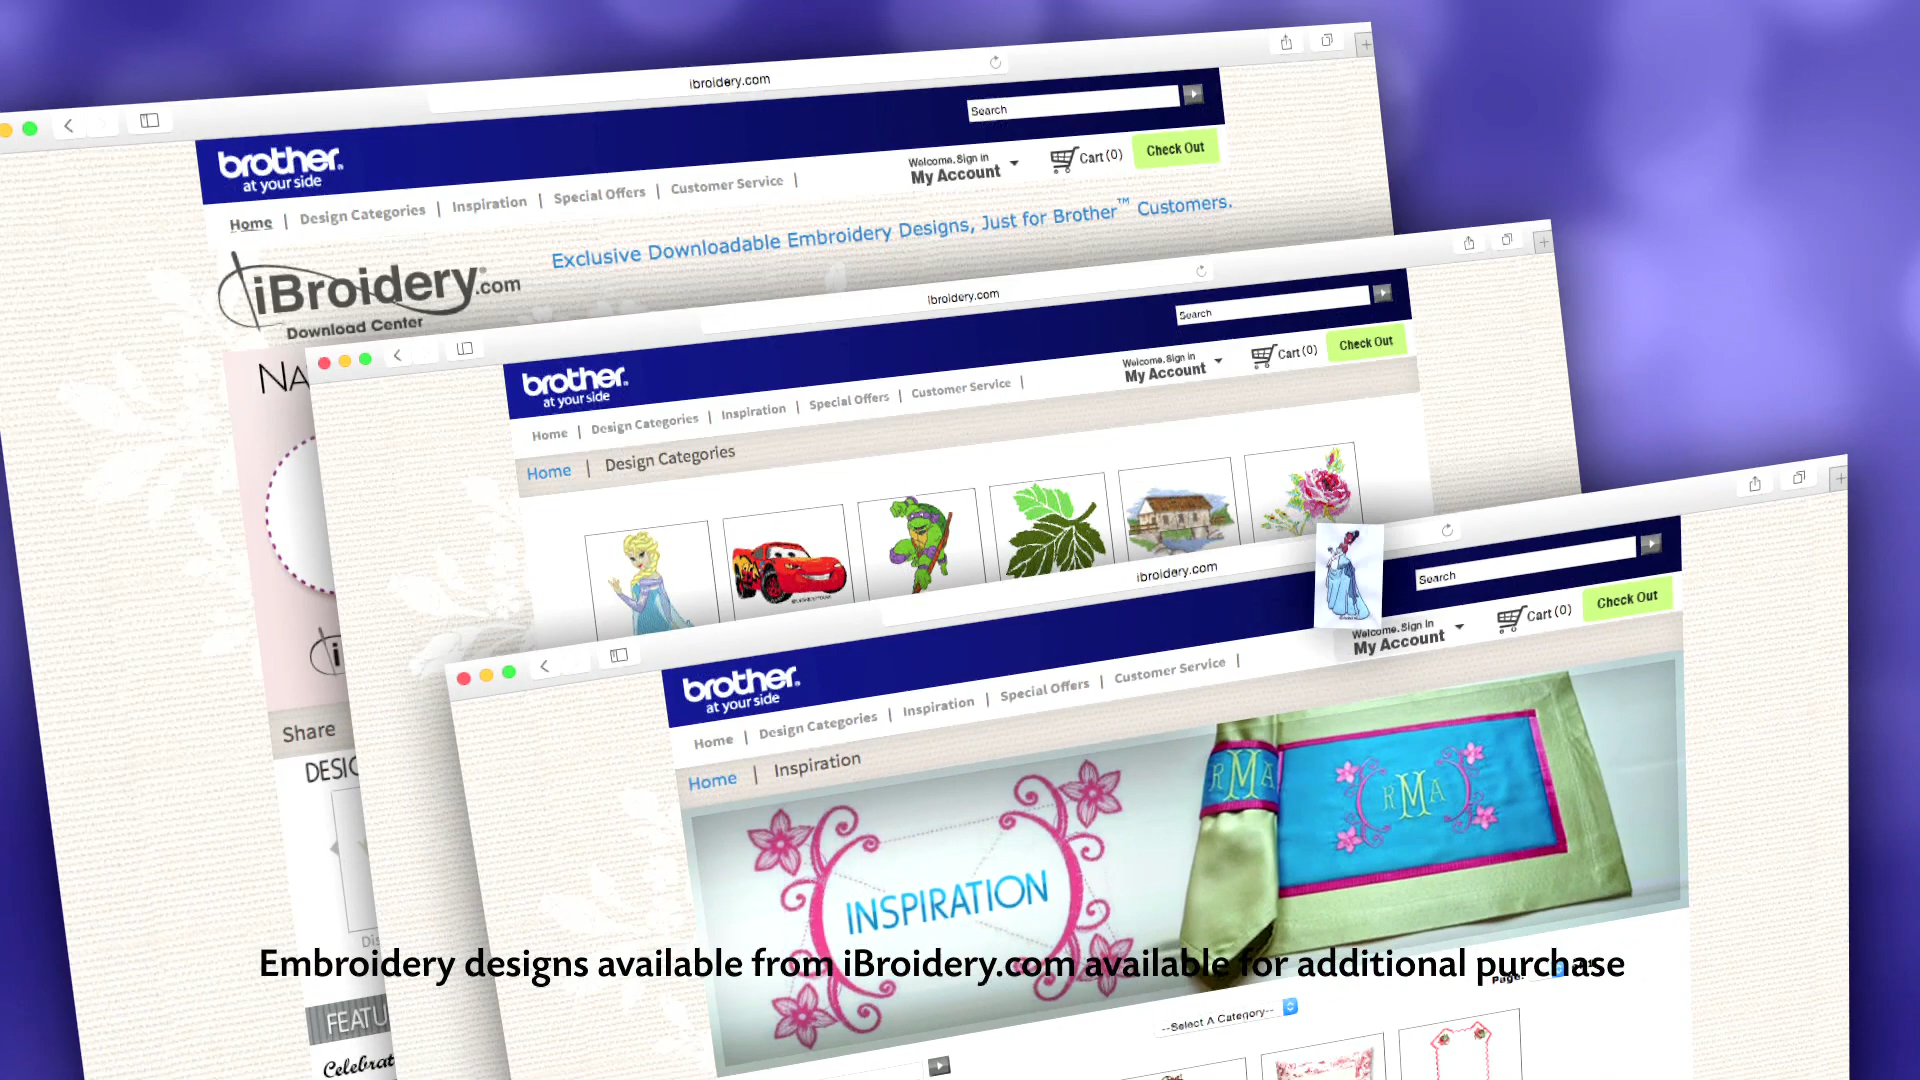 ibroidery.com
Search
brother
at your side
Welcome. Sign in
My Account
Cart (0)
Check Out
Home | Design Categories | Inspiration | Special Offers | Customer Service |
iBroidery.com
Download Center
Exclusive Downloadable Embroidery Designs, Just for Brother™ Customers.
Share
FEATU
Celebrat
ibroidery.com
Search
brother
at your side
Welcome. Sign in
My Account
Cart (0)
Check Out
Home | Design Categories | Inspiration | Special Offers | Customer Service |
Home | Design Categories
ibroidery.com
Search
brother
at your side
Welcome. Sign in
My Account
Cart (0)
Check Out
Home | Design Categories | Inspiration | Special Offers | Customer Service |
Home | Inspiration
INSPIRATION
RMA
RMA
Embroidery designs available from iBroidery.com available for additional purchase
Page:
--Select A Category--